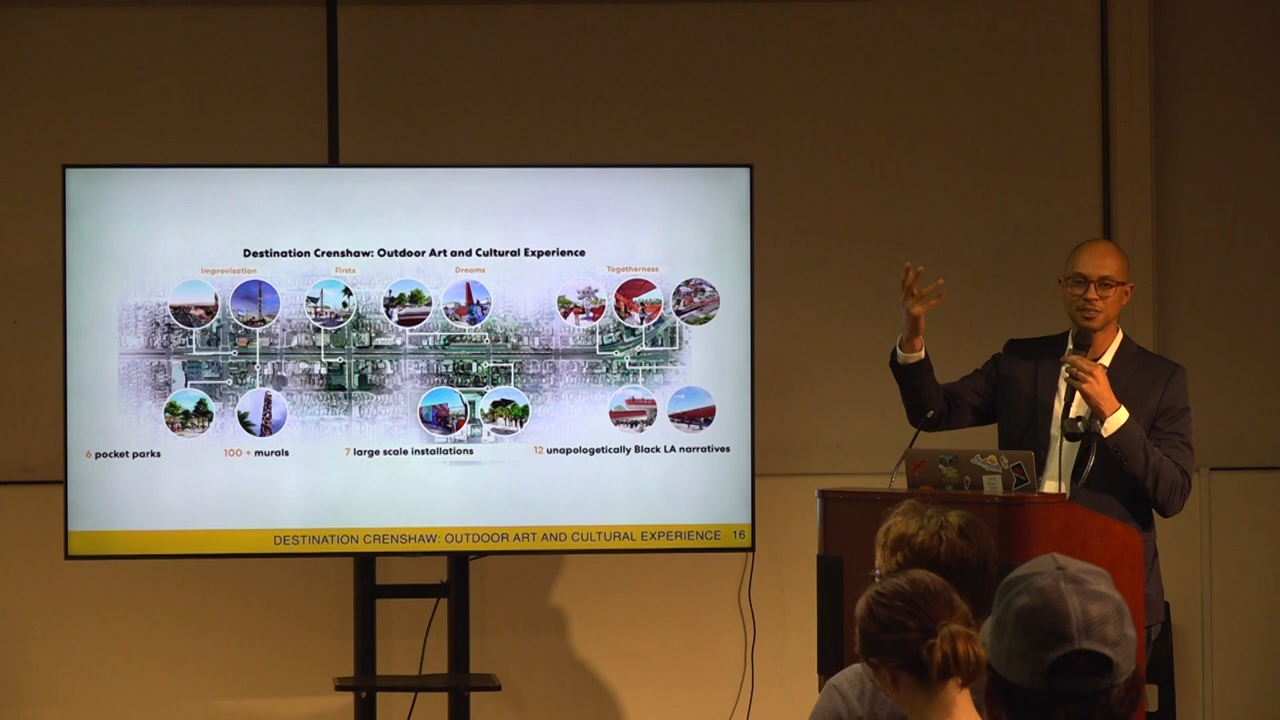 Destination Crenshaw: Outdoor Art and Cultural Experience
Improvisation Firsts Dreams Togetherness
6 pocket parks 100 + murals 7 large scale installations 12 unapologetically Black LA narratives
DESTINATION CRENSHAW: OUTDOOR ART AND CULTURAL EXPERIENCE 16